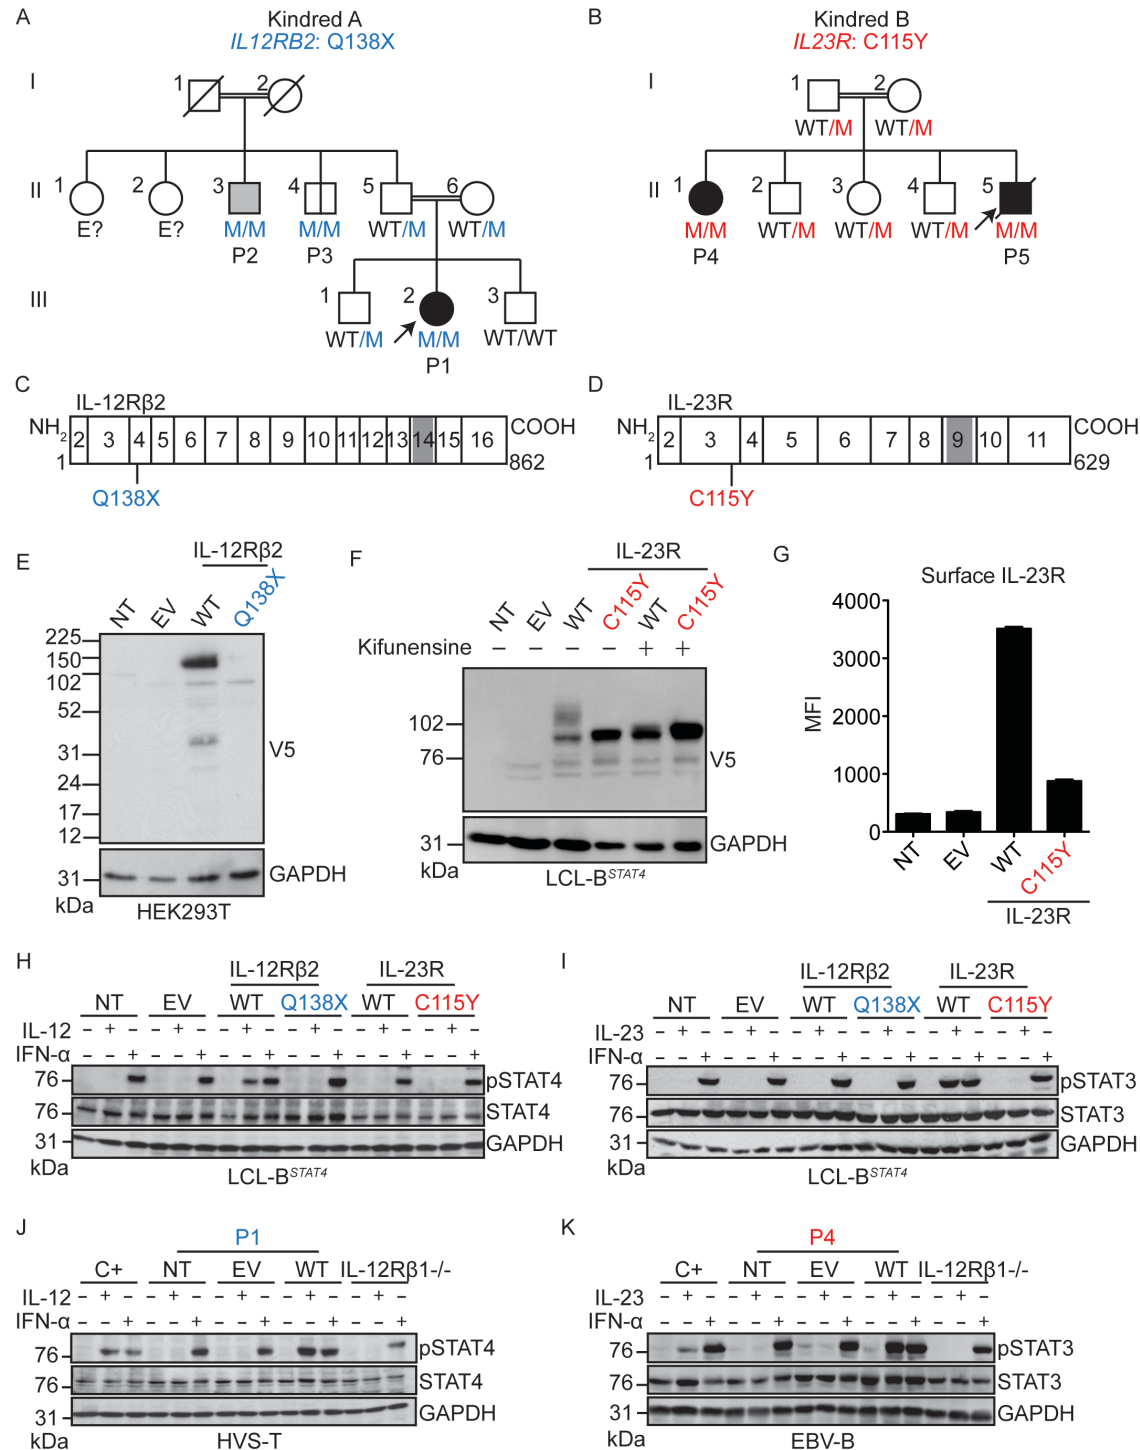 A
Kindred A
IL12RB2: Q138X
I
1
2
II
1
2
3
4
5
6
E?
E?
M/M
M/M
WT/M
WT/M
P2
P3
III
1
2
3
WT/M
M/M
WT/WT
P1
B
Kindred B
IL23R: C115Y
I
1
2
WT/M
WT/M
II
1
2
3
4
5
M/M
WT/M
WT/M
WT/M
M/M
P4
P5
C
IL-12Rβ2
NH2
2 3 4 5 6 7 8 9 10 11 12 13 14 15 16
COOH
1
862
Q138X
D
IL-23R
NH2
2 3 4 5 6 7 8 9 10 11
COOH
1
629
C115Y
E
IL-12Rβ2
NT EV WT Q138X
225
150
102
52
31
24
17
12
V5
31
GAPDH
kDa
HEK293T
F
IL-23R
NT EV WT C115Y WT C115Y
Kifunensine – – – – + +
102
76
V5
31
GAPDH
kDa
LCL-BSTAT4
G
Surface IL-23R
4000
3000
2000
1000
0
MFI
NT EV WT C115Y
IL-23R
H
IL-12Rβ2 IL-23R
NT EV WT Q138X WT C115Y
IL-12 – + – – + – – + – – + – – + – – + –
IFN-α – – + – – + – – + – – + – – + – – +
76 pSTAT4
76 STAT4
31 GAPDH
kDa
LCL-BSTAT4
I
IL-12Rβ2 IL-23R
NT EV WT Q138X WT C115Y
IL-23 – + – – + – – + – – + – – + – – + –
IFN-α – – + – – + – – + – – + – – + – – +
76 pSTAT3
76 STAT3
31 GAPDH
kDa
LCL-BSTAT4
J
P1
C+ NT EV WT IL-12Rβ1-/-
IL-12 – + – – + – – + – – + – – + –
IFN-α – – + – – + – – + – – + – – +
76 pSTAT4
76 STAT4
31 GAPDH
kDa
HVS-T
K
P4
C+ NT EV WT IL-12Rβ1-/-
IL-23 – + – – + – – + – – + – – + –
IFN-α – – + – – + – – + – – + – – +
76 pSTAT3
76 STAT3
31 GAPDH
kDa
EBV-B